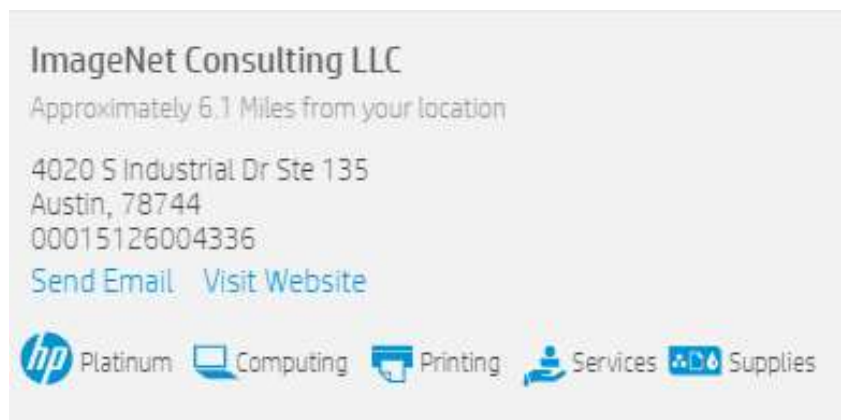 ImageNet Consulting LLC
Approximately 6.1 Miles from your location
4020 S Industrial Dr Ste 135
Austin, 78744
00015126004336
Send Email Visit Website
hp Platinum Computing Printing Services Supplies